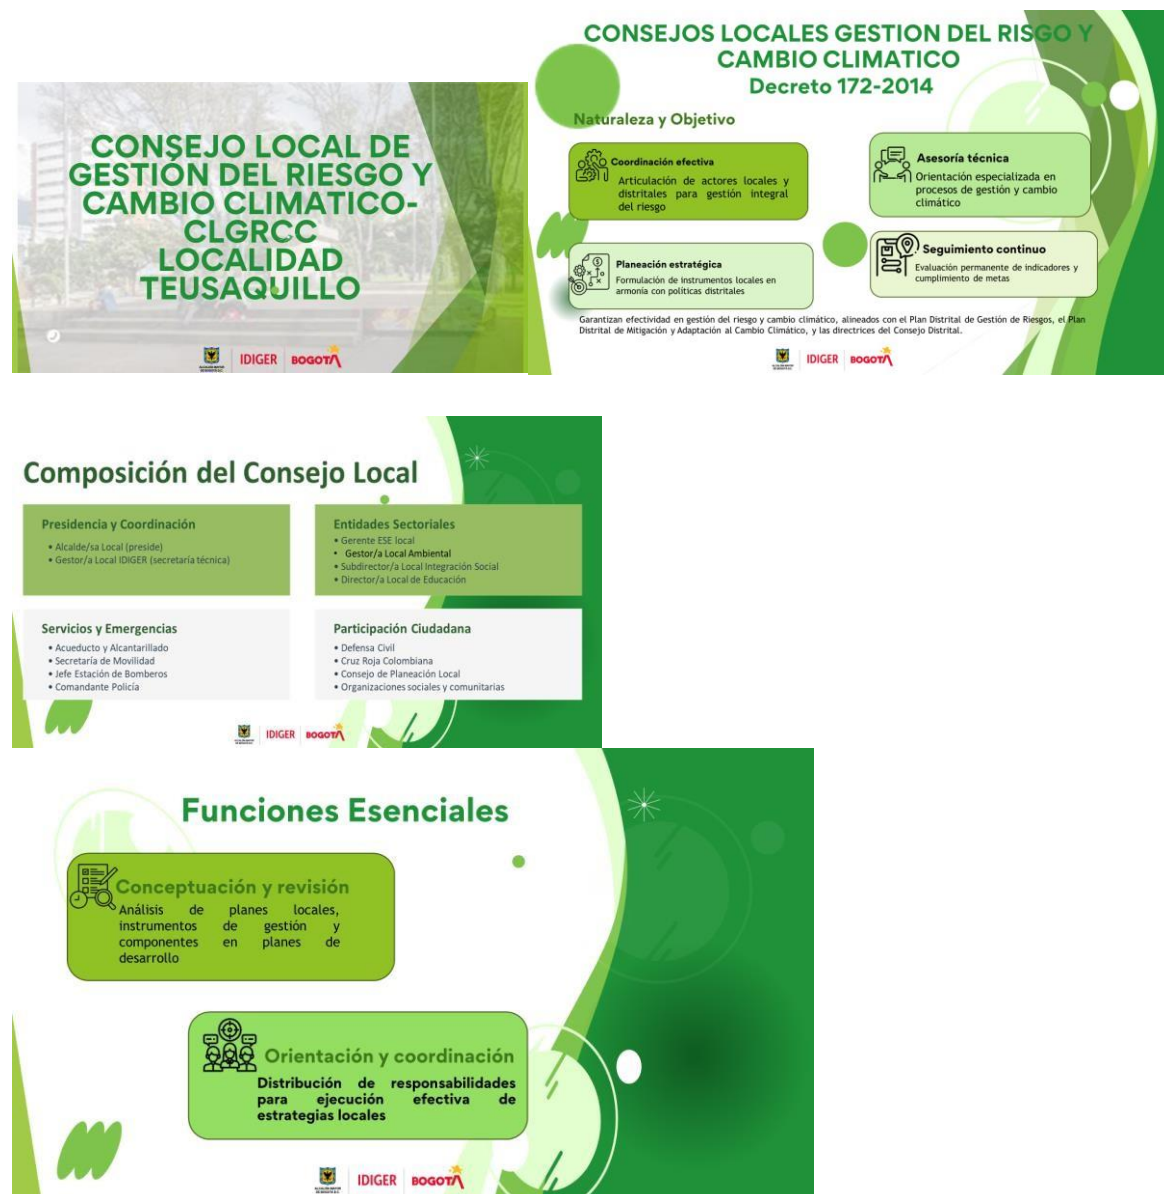 CONSEJO LOCAL DE
GESTIÓN DEL RIESGO Y
CAMBIO CLIMATICO-
CLGRCC
LOCALIDAD
TEUSAQUILLO
IDIGER
BOGOTÁ
CONSEJOS LOCALES GESTION DEL RISGO Y
CAMBIO CLIMATICO
Decreto 172-2014
Naturaleza y Objetivo
Coordinación efectiva
Articulación de actores locales y
distritales para gestión integral
del riesgo
Asesoría técnica
Orientación especializada en
procesos de gestión y cambio
climático
Planeación estratégica
Formulación de instrumentos locales en
armonía con políticas distritales
Seguimiento continuo
Evaluación permanente de indicadores y
cumplimiento de metas
Garantizan efectividad en gestión del riesgo y cambio climático, alineados con el Plan Distrital de Gestión de Riesgos, el Plan
Distrital de Mitigación y Adaptación al Cambio Climático, y las directrices del Consejo Distrital.
IDIGER
BOGOTÁ
Composición del Consejo Local
Presidencia y Coordinación
• Alcalde/sa Local (preside)
• Gestor/a Local IDIGER (secretaría técnica)
Entidades Sectoriales
• Gerente ESE local
• Gestor/a Local Ambiental
• Subdirector/a Local Integración Social
• Director/a Local de Educación
Servicios y Emergencias
• Acueducto y Alcantarillado
• Secretaría de Movilidad
• Jefe Estación de Bomberos
• Comandante Policía
Participación Ciudadana
• Defensa Civil
• Cruz Roja Colombiana
• Consejo de Planeación Local
• Organizaciones sociales y comunitarias
IDIGER
BOGOTÁ
Funciones Esenciales
Conceptuación y revisión
Análisis de planes locales,
instrumentos de gestión y
componentes en planes de
desarrollo
Orientación y coordinación
Distribución de responsabilidades
para ejecución efectiva de
estrategias locales
IDIGER
BOGOTÁ